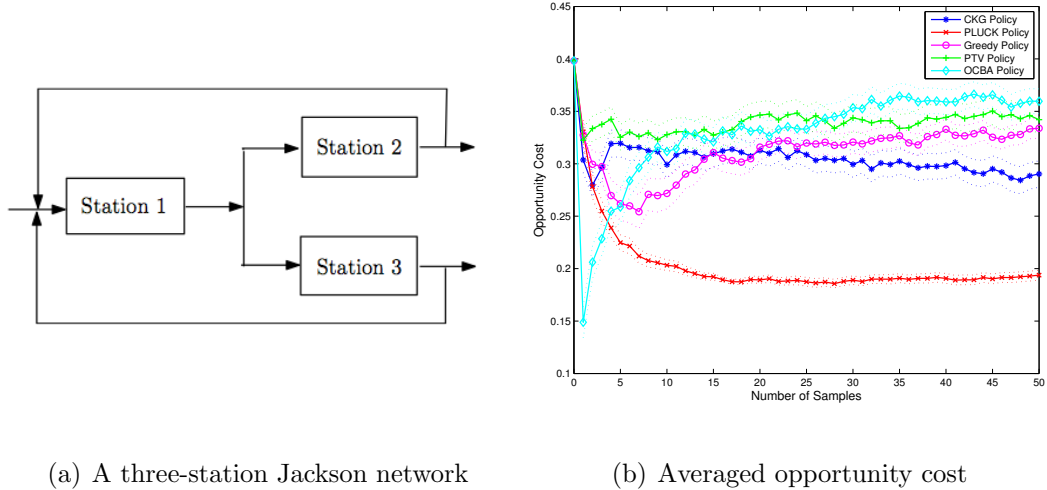 Station 1
Station 2
Station 3
0.45
0.4
0.35
0.3
0.25
0.2
0.15
0.1
Opportunity Cost
0 5 10 15 20 25 30 35 40 45 50
Number of Samples
CKG Policy
PLUCK Policy
Greedy Policy
PTV Policy
OCBA Policy
(a) A three-station Jackson network
(b) Averaged opportunity cost